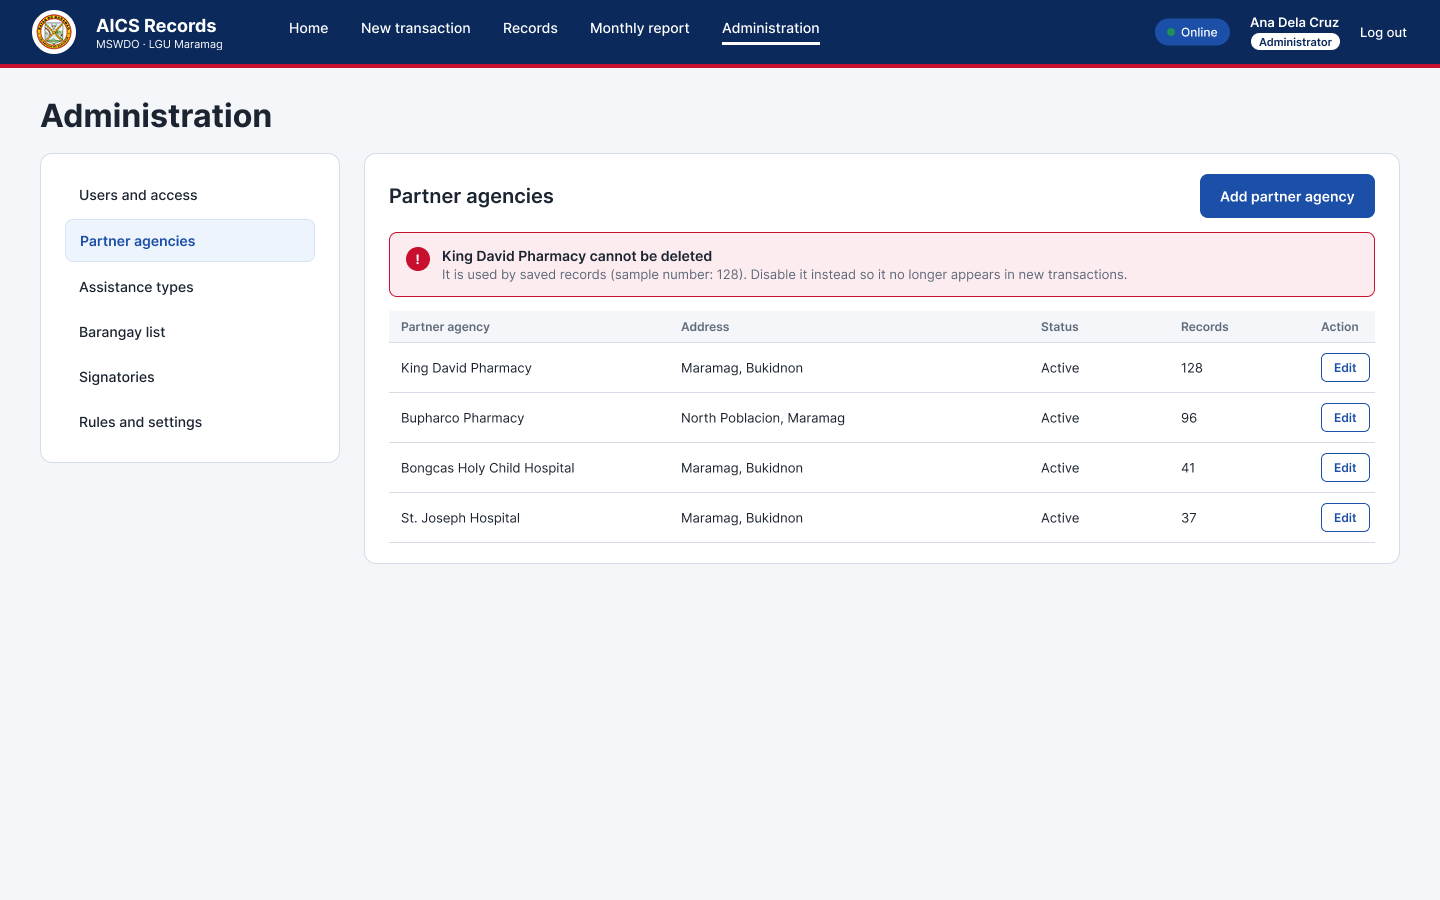 AICS Records
MSWDO · LGU Maramag
Home
New transaction
Records
Monthly report
Administration
Online
Ana Dela Cruz
Administrator
Log out
Administration
Users and access
Partner agencies
Assistance types
Barangay list
Signatories
Rules and settings
Partner agencies
Add partner agency
!
King David Pharmacy cannot be deleted
It is used by saved records (sample number: 128). Disable it instead so it no longer appears in new transactions.
Partner agency Address Status Records Action
King David Pharmacy Maramag, Bukidnon Active 128 Edit
Bupharco Pharmacy North Poblacion, Maramag Active 96 Edit
Bongcas Holy Child Hospital Maramag, Bukidnon Active 41 Edit
St. Joseph Hospital Maramag, Bukidnon Active 37 Edit